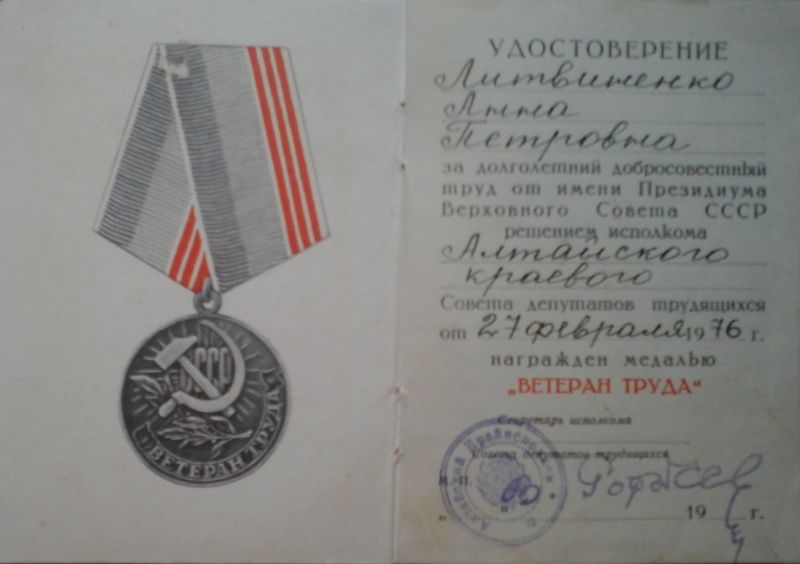 СССР
ВЕТЕРАН ТРУДА
УДОСТОВЕРЕНИЕ
Литвиненко
Анна
Петровна
за долголетний добросовестный
труд от имени Президиума
Верховного Совета СССР
решением исполкома
Алтайского
краевого
Совета депутатов трудящихся
от 27 февраля 1976 г.
награжден медалью
„ВЕТЕРАН ТРУДА“
Секретарь исполкома
Совета депутатов трудящихся
м. п.
„ “ 19 г.